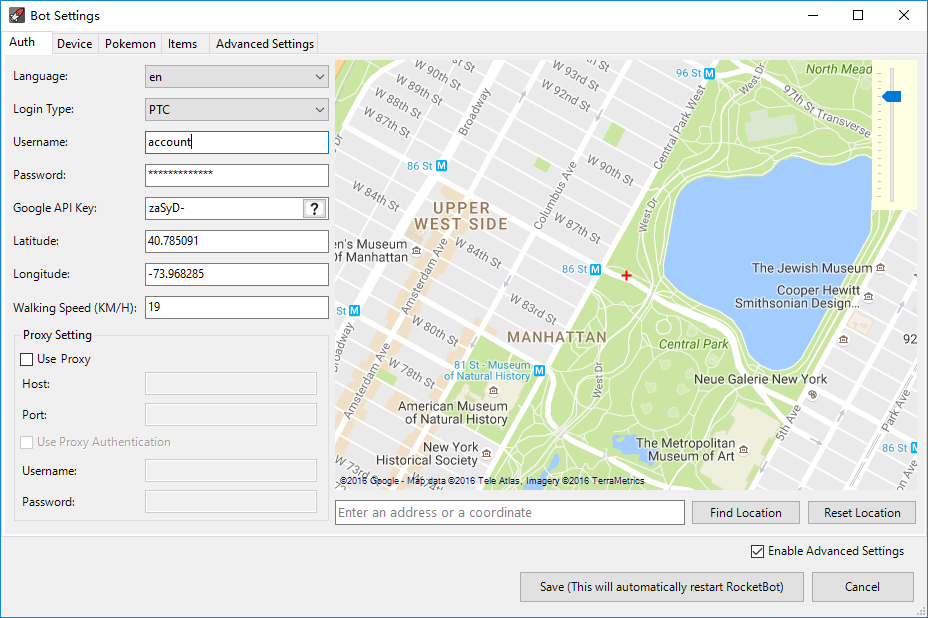 Bot Settings
Auth
Device
Pokemon
Items
Advanced Settings
Language:
en
Login Type:
PTC
Username:
account
Password:
*************
Google API Key:
zaSyD-
?
Latitude:
40.785091
Longitude:
-73.968285
Walking Speed (KM/H):
19
Proxy Setting
Use Proxy
Host:
Port:
Use Proxy Authentication
Username:
Password:
W 90th St
W 89th St
W 88th St
W 87th St
Broadway
W 93rd St
W 92nd St
96 St M
Central Park West
West Dr
North Mead
97th St Transverse
86 St M
W 84th St
UPPER
WEST SIDE
Columbus Ave
W 90th St
W 87th St
West Dr
en's Museum
of Manhattan
W 84th St
86 St M
Amsterdam Ave
The Jewish Museum
Cooper Hewitt
Smithsonian Design...
St M
W 83rd St
W 80th St
MANHATTAN
Central Park
92
oadway
81 St - Museum
of Natural History M
W 78th St
West Dr
Amsterdam Ave
Neue Galerie New York
American Museum
of Natural History
5th Ave
Park Ave
New York
Historical Society
The Metropolitan
Museum of Art
86 St M
W 73rd
©2016 Google - Map data ©2016 Tele Atlas, Imagery ©2016 TerraMetrics
Enter an address or a coordinate
Find Location
Reset Location
Enable Advanced Settings
Save (This will automatically restart RocketBot)
Cancel